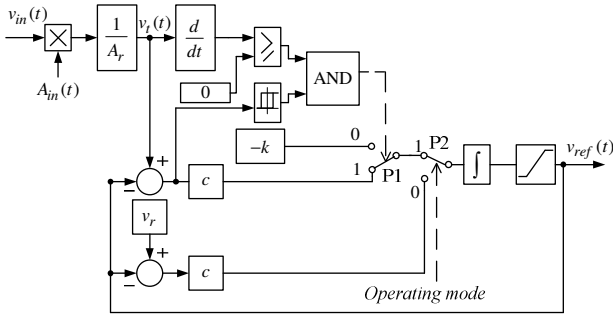 v_in(t)
1
A_r
v_t(t)
d
dt
≥
A_in(t)
0
AND
0
−k
1
P1
1
P2
0
∫
v_ref(t)
+
−
c
v_r
+
−
c
Operating mode